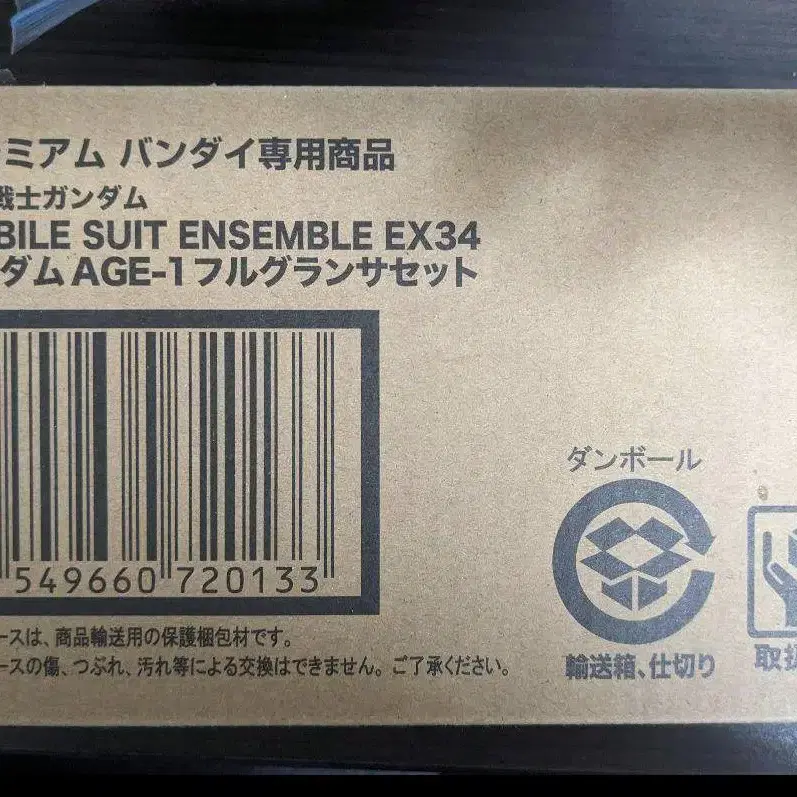 ミアム バンダイ専用商品
戦士ガンダム
BILE SUIT ENSEMBLE EX34
ダムAGE-1フルグランサセット
549660 720133
ースは、商品輸送用の保護梱包材です。
ースの傷、つぶれ、汚れ等による交換はできません。ご了承ください。
ダンボール
輸送箱、仕切り
取扱